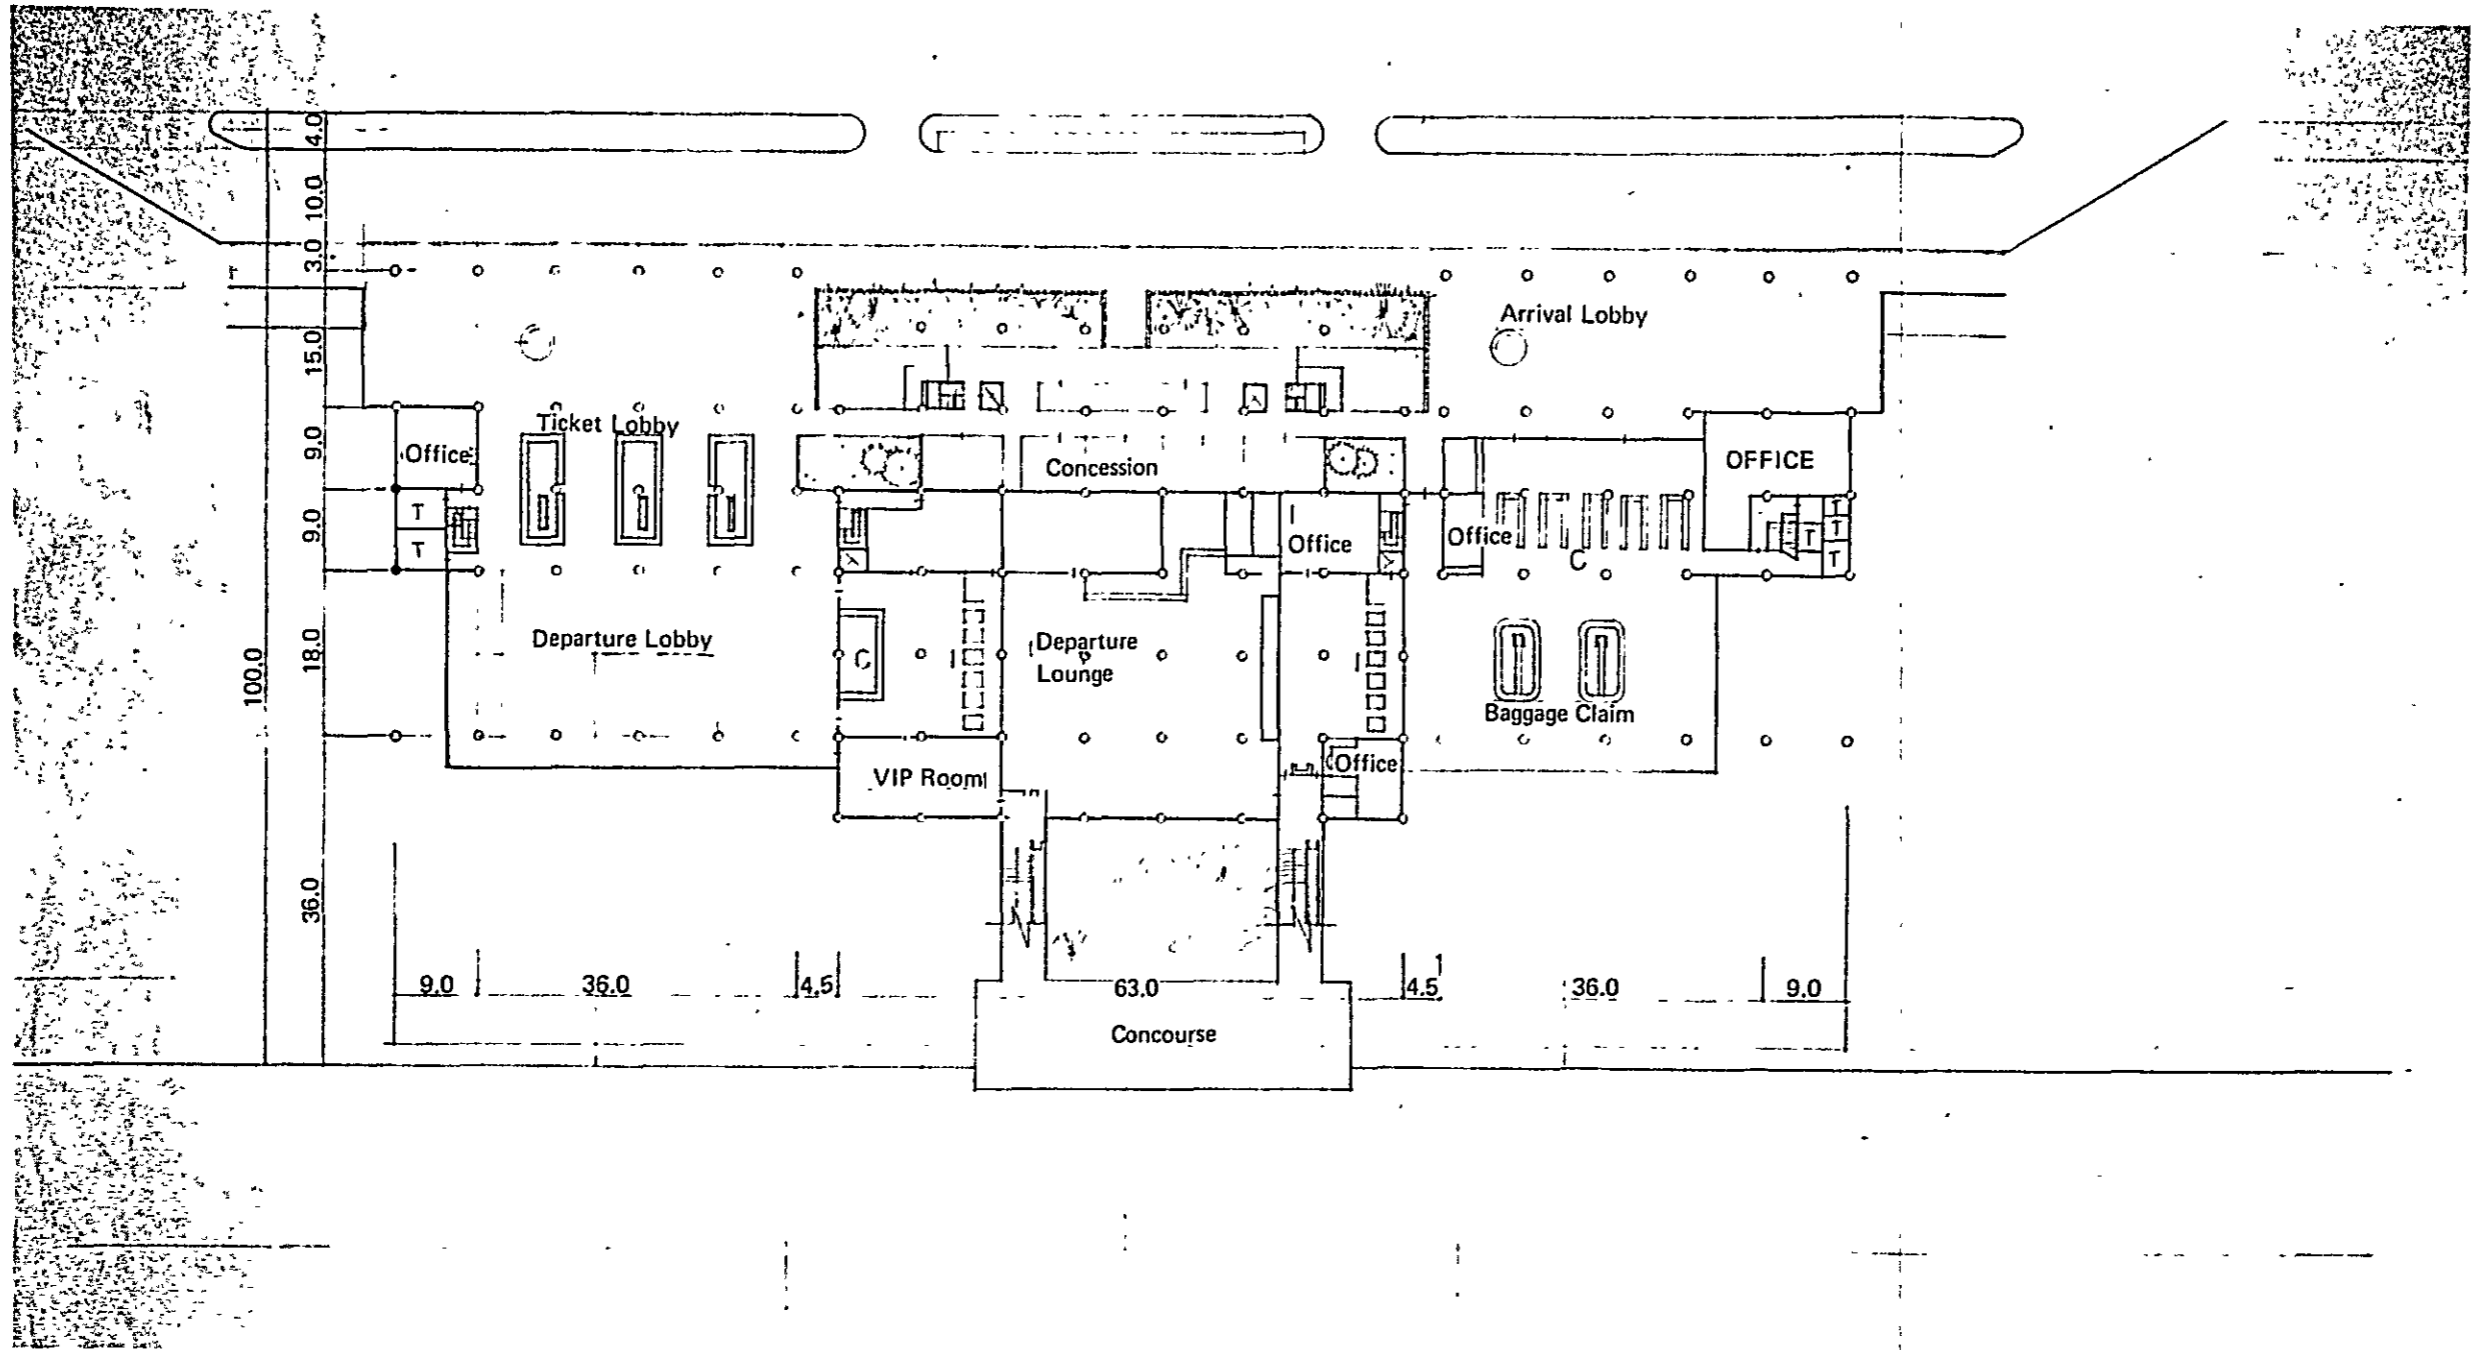 4.0
10.0
3.0
15.0
9.0
9.0
18.0
100.0
36.0
Arrival Lobby
Ticket Lobby
Office
Concession
OFFICE
T
T
Office
Office
C
T
T
T
T
Departure Lobby
C
I
Departure
Lounge
I
n
n
Baggage Claim
VIP Room
Office
9.0
36.0
4.5
63.0
4.5
36.0
9.0
Concourse